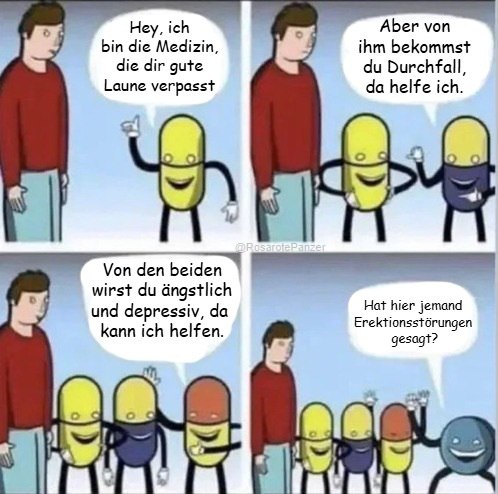 Hey, ich
bin die Medizin,
die dir gute
Laune verpasst
Aber von
ihm bekommst
du Durchfall,
da helfe ich.
@RosarotePanzer
Von den beiden
wirst du ängstlich
und depressiv, da
kann ich helfen.
Hat hier jemand
Erektionsstörungen
gesagt?